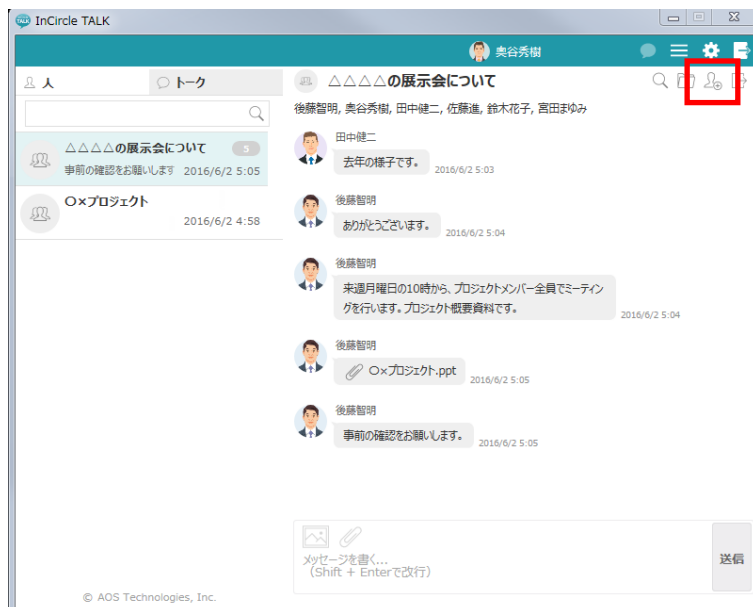 InCircle TALK
奥谷秀樹
人
トーク
△△△△の展示会について 5
事前の確認をお願いします 2016/6/2 5:05
○×プロジェクト
2016/6/2 4:58
© AOS Technologies, Inc.
△△△△の展示会について
後藤智明, 奥谷秀樹, 田中健二, 佐藤進, 鈴木花子, 宮田まゆみ
田中健二
去年の様子です。 2016/6/2 5:03
後藤智明
ありがとうございます。 2016/6/2 5:04
後藤智明
来週月曜日の10時から、プロジェクトメンバー全員でミーティン
グを行います。プロジェクト概要資料です。 2016/6/2 5:04
後藤智明
○×プロジェクト.ppt 2016/6/2 5:05
後藤智明
事前の確認をお願いします。 2016/6/2 5:05
メッセージを書く...
(Shift + Enterで改行)
送信